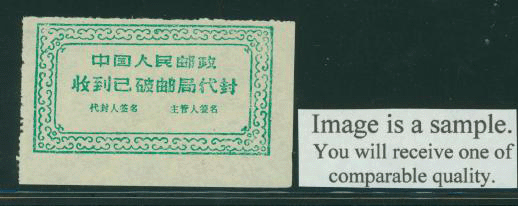 中国人民邮政
收到已破邮局代封
代封人签名 主管人签名
Image is a sample.
You will receive one of
comparable quality.